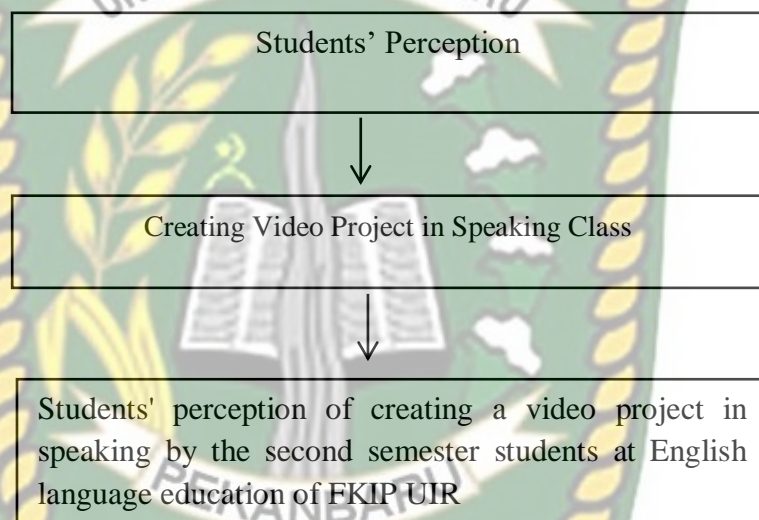 Students’ Perception
Creating Video Project in Speaking Class
Students' perception of creating a video project in
speaking by the second semester students at English
language education of FKIP UIR
PEKANBARU